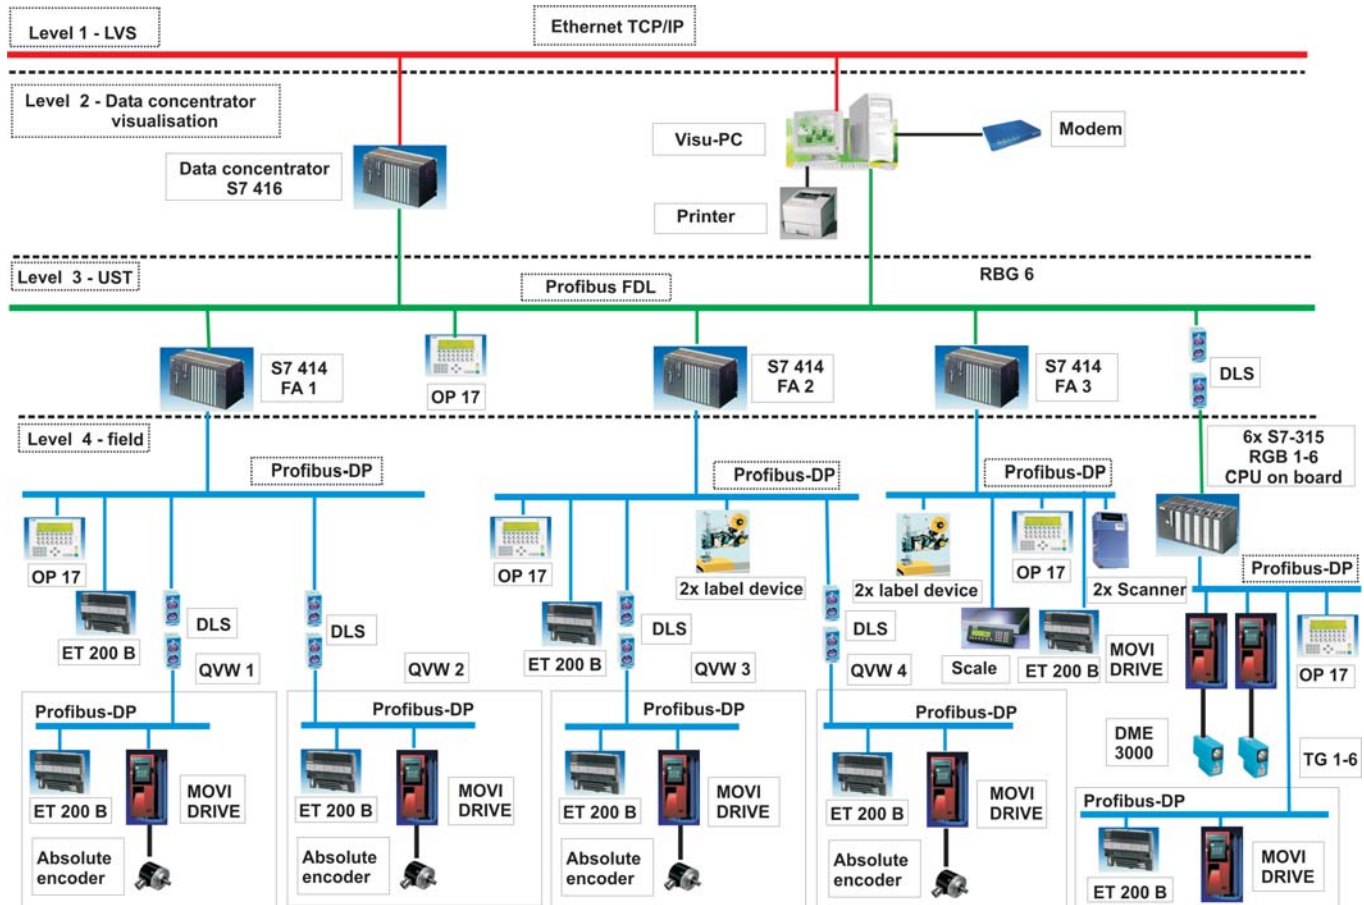 Level 1 - LVS
Ethernet TCP/IP
Level 2 - Data concentrator
visualisation
Visu-PC
Modem
Data concentrator
S7 416
Printer
Level 3 - UST
Profibus FDL
RBG 6
S7 414
FA 1
OP 17
S7 414
FA 2
S7 414
FA 3
DLS
Level 4 - field
6x S7-315
RGB 1-6
CPU on board
Profibus-DP
Profibus-DP
Profibus-DP
Profibus-DP
OP 17
ET 200 B
DLS
QVW 1
DLS
QVW 2
OP 17
ET 200 B
DLS
QVW 3
2x label device
DLS
QVW 4
2x label device
Scale
OP 17
ET 200 B
2x Scanner
MOVI
DRIVE
OP 17
DME
3000
TG 1-6
Profibus-DP
ET 200 B
MOVI
DRIVE
Absolute
encoder
Profibus-DP
ET 200 B
MOVI
DRIVE
Absolute
encoder
Profibus-DP
ET 200 B
MOVI
DRIVE
Absolute
encoder
Profibus-DP
ET 200 B
MOVI
DRIVE
Absolute
encoder
Profibus-DP
ET 200 B
MOVI
DRIVE